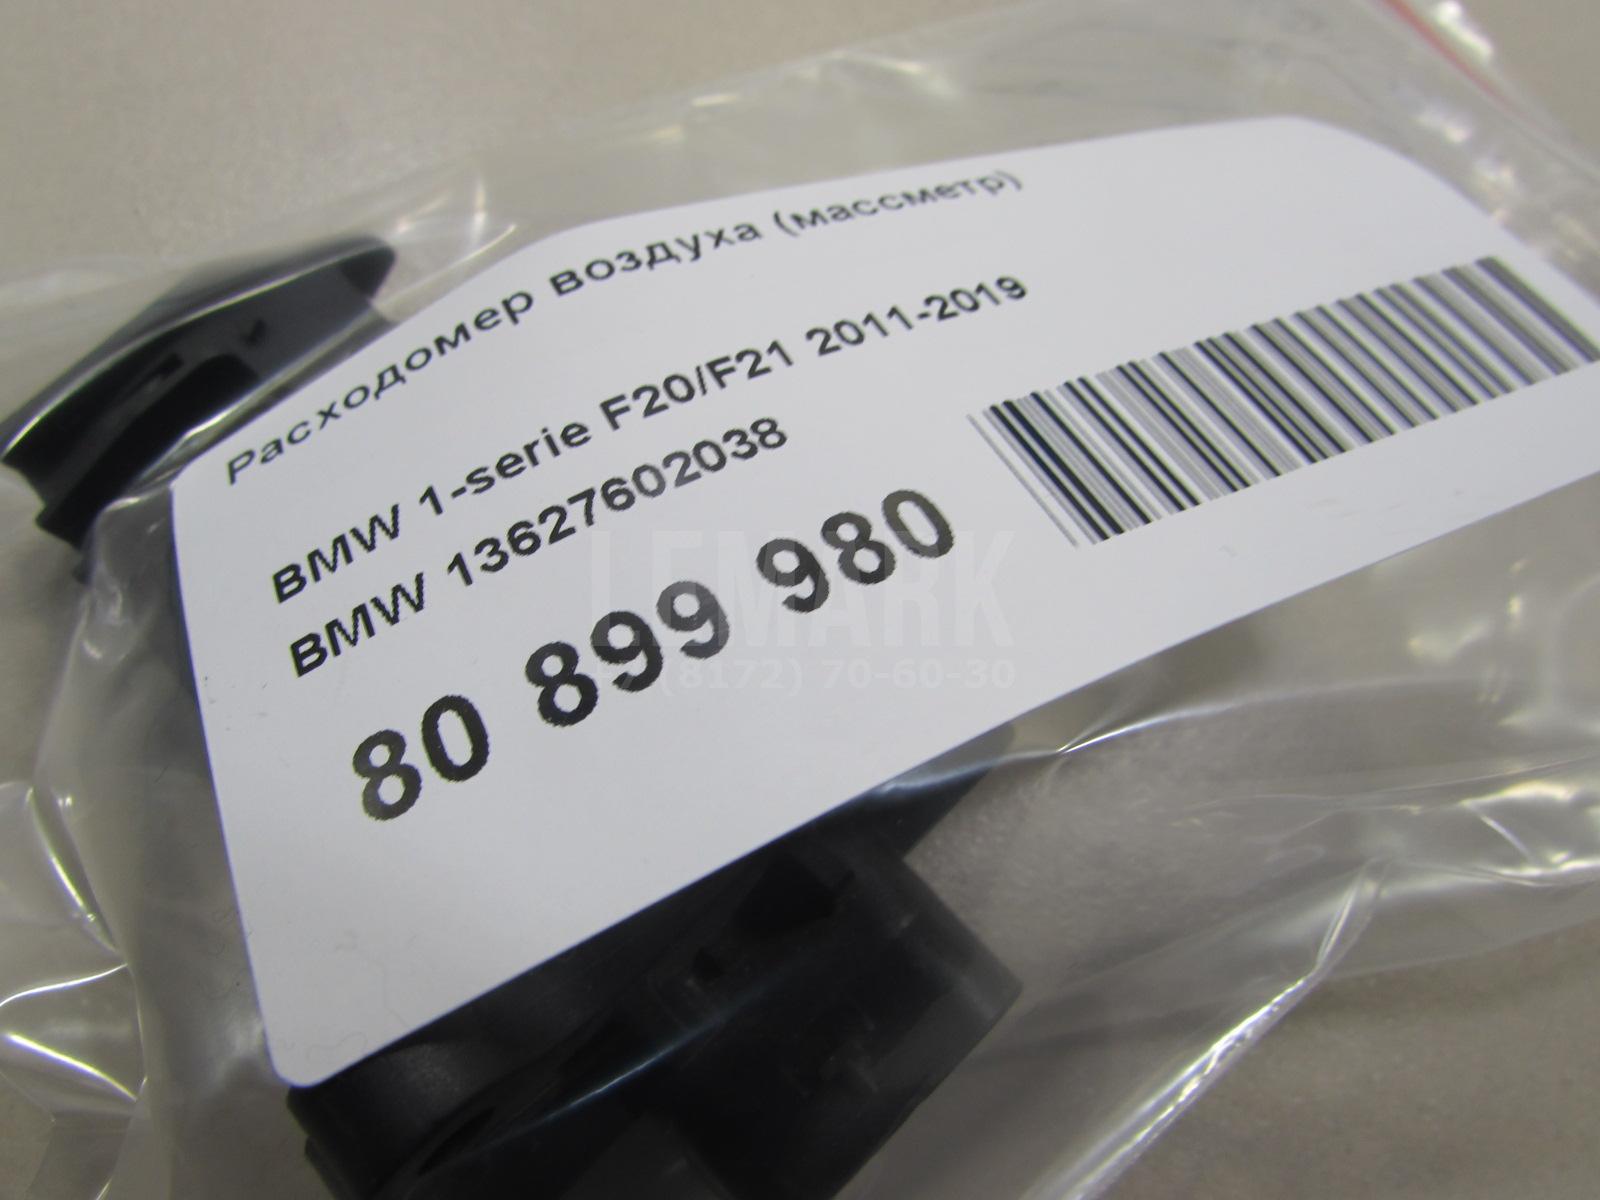 Расходомер воздуха (массметр)
BMW 1-serie F20/F21 2011-2019
BMW 13627602038
80 899 980
LEMARK
(8172) 70-60-30